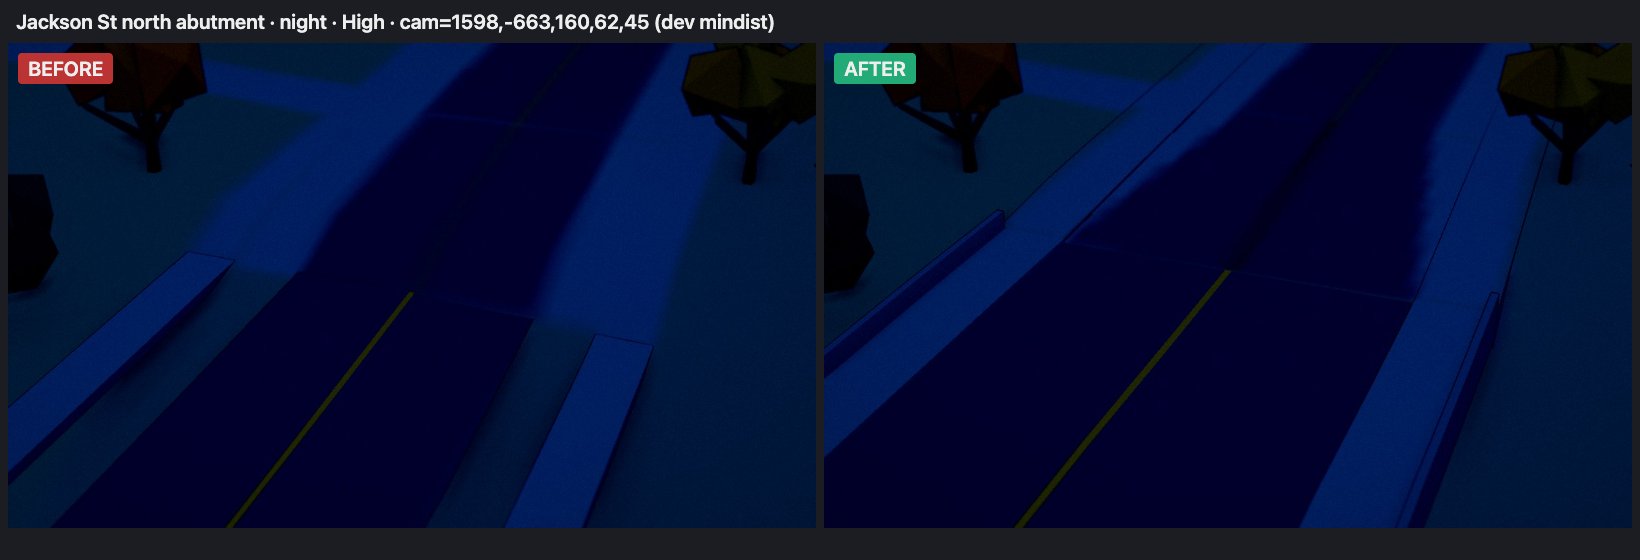 Jackson St north abutment · night · High · cam=1598,-663,160,62,45 (dev mindist)
BEFORE
AFTER